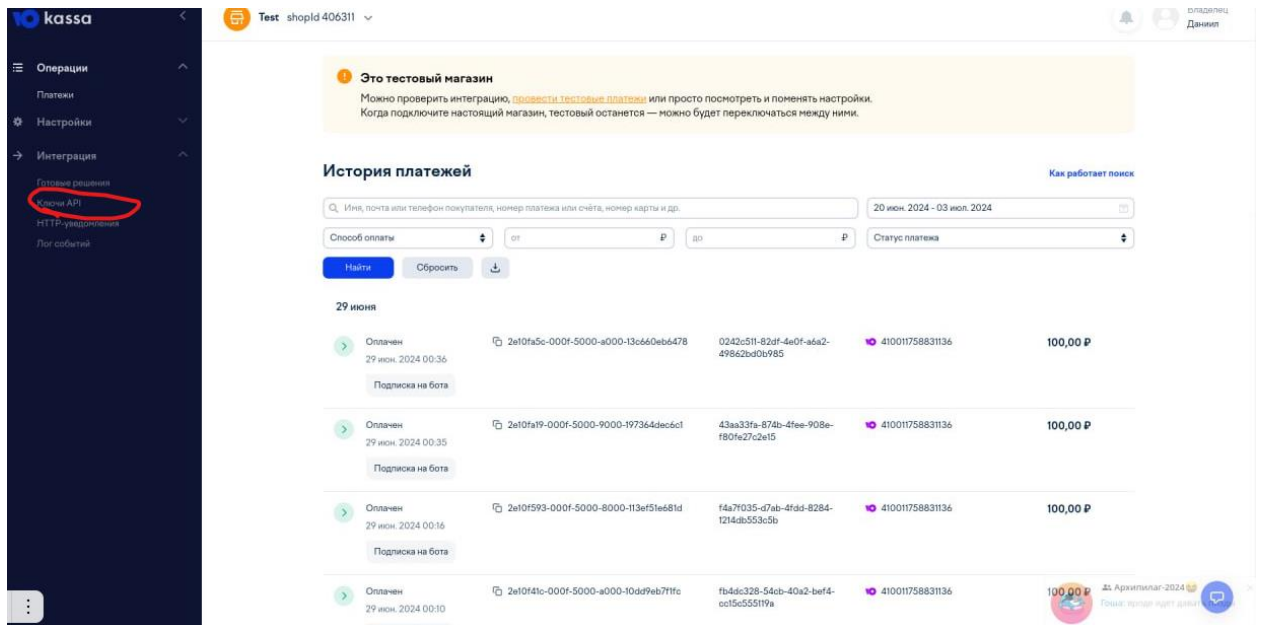 Ю kassa
Test shopId 406311
Владелец
Даниил
Операции
Платежи
Настройки
Интеграция
Готовые решения
Ключи API
HTTP-уведомления
Лог событий
Это тестовый магазин
Можно проверить интеграцию, провести тестовые платежи или просто посмотреть и поменять настройки.
Когда подключите настоящий магазин, тестовый останется — можно будет переключаться между ними.
История платежей
Как работает поиск
Имя, почта или телефон покупателя, номер платежа или счёта, номер карты и др.
20 июн. 2024 - 03 июл. 2024
Способ оплаты
от ₽
до ₽
Статус платежа
Найти
Сбросить
29 июня
Оплачен 2e10fa5c-000f-5000-a000-13c660eb6478 0242c511-82df-4e0f-a6a2- Ю 410011758831136 100,00 ₽
29 июн. 2024 00:36 49862bd0b985
Подписка на бота
Оплачен 2e10fa19-000f-5000-9000-197364dec6c1 43aa33fa-874b-4fee-908e- Ю 410011758831136 100,00 ₽
29 июн. 2024 00:35 f80fe27c2e15
Подписка на бота
Оплачен 2e10f593-000f-5000-8000-113ef51e681d f4a7f035-d7ab-4fdd-8284- Ю 410011758831136 100,00 ₽
29 июн. 2024 00:16 1214db553c5b
Подписка на бота
Оплачен 2e10f41c-000f-5000-a000-10dd9eb7f1fc fb4dc328-54cb-40a2-bef4- Ю 410011758831136 100,00 ₽
29 июн. 2024 00:10 cc15c555119a
Архипилаг-2024
Гоша: вроде идет давать